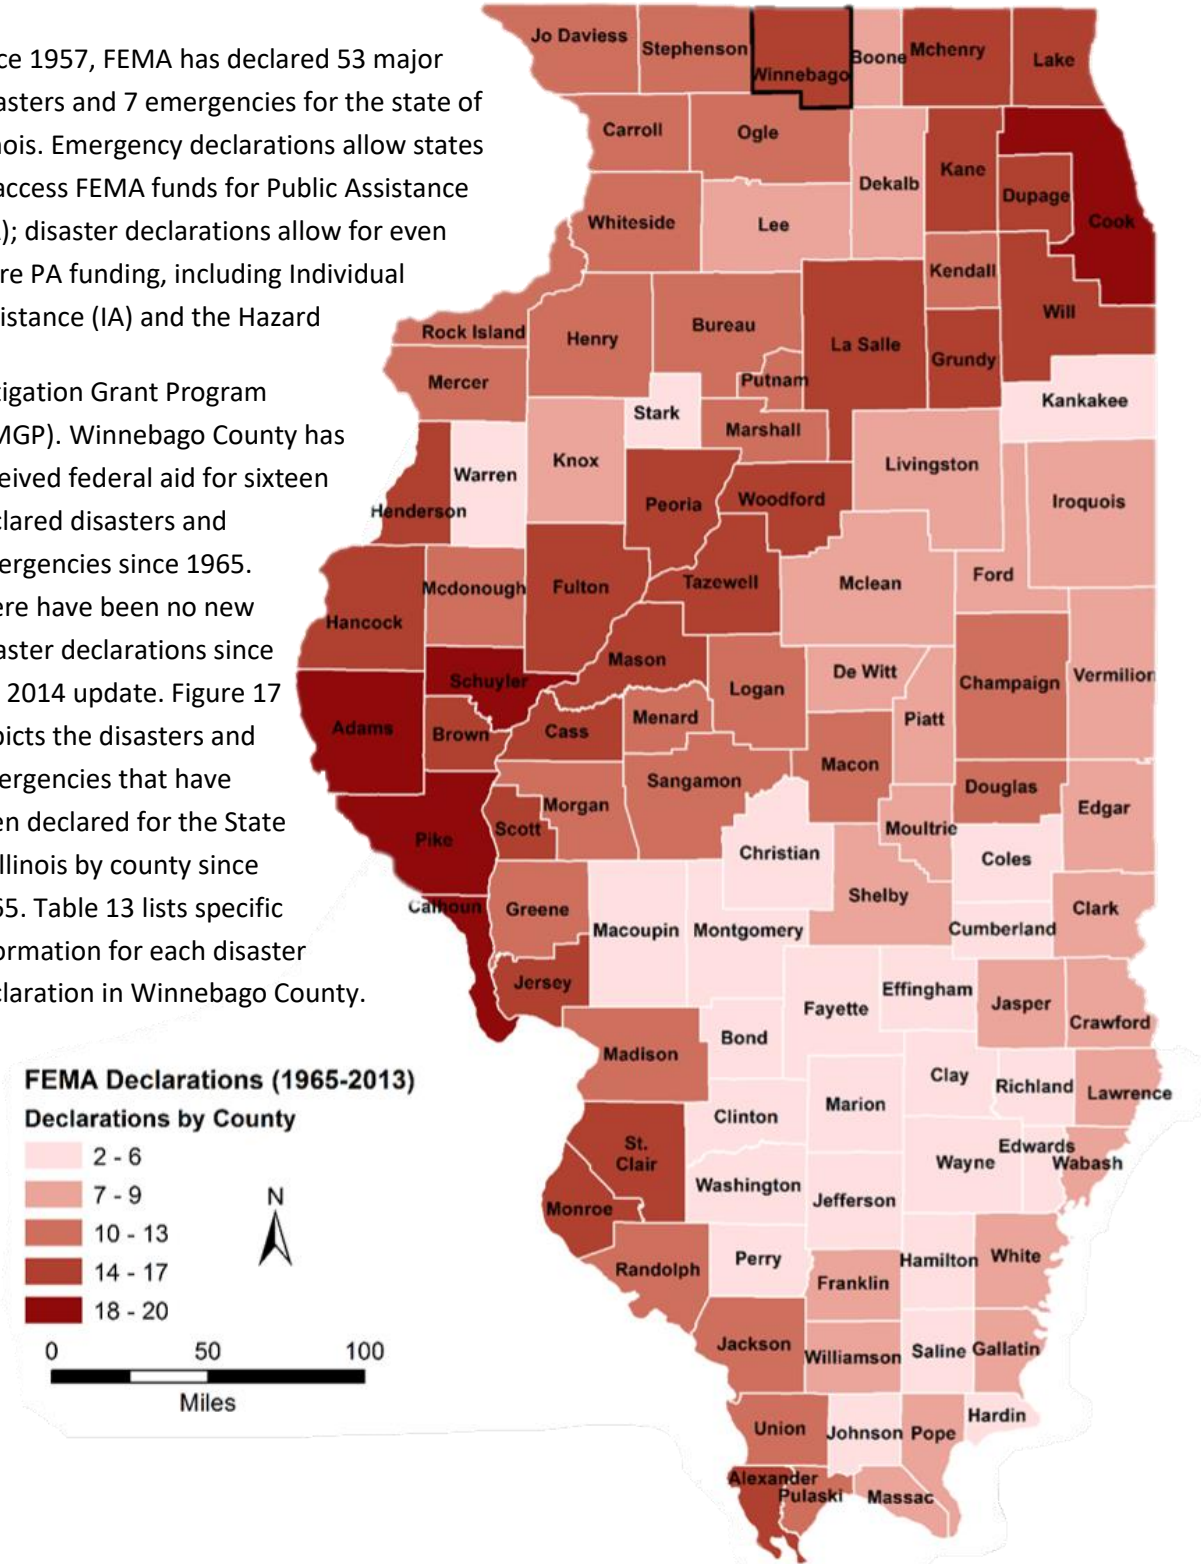 ce 1957, FEMA has declared 53 major
asters and 7 emergencies for the state of
nois. Emergency declarations allow states
access FEMA funds for Public Assistance
); disaster declarations allow for even
re PA funding, including Individual
istance (IA) and the Hazard
tigation Grant Program
MGP). Winnebago County has
eived federal aid for sixteen
clared disasters and
ergencies since 1965.
ere have been no new
aster declarations since
2014 update. Figure 17
picts the disasters and
ergencies that have
en declared for the State
Illinois by county since
65. Table 13 lists specific
ormation for each disaster
claration in Winnebago County.
Jo Daviess
Stephenson
Winnebago
Boone
Mchenry
Lake
Carroll
Ogle
Dekalb
Kane
Dupage
Cook
Whiteside
Lee
Kendall
Will
Rock Island
Henry
Bureau
La Salle
Grundy
Mercer
Putnam
Kankakee
Stark
Marshall
Warren
Knox
Livingston
Henderson
Peoria
Woodford
Iroquois
Mcdonough
Fulton
Tazewell
Mclean
Ford
Hancock
Mason
Schuyler
Logan
De Witt
Champaign
Vermilion
Adams
Brown
Cass
Menard
Piatt
Macon
Sangamon
Douglas
Morgan
Scott
Edgar
Pike
Moultrie
Christian
Coles
Shelby
Calhoun
Greene
Clark
Macoupin
Montgomery
Cumberland
Jersey
Effingham
Fayette
Jasper
Crawford
Bond
Madison
Clay
Richland
Lawrence
Clinton
Marion
St.
Clair
Edwards
Wayne
Wabash
Washington
Jefferson
Monroe
Perry
Hamilton
White
Randolph
Franklin
Jackson
Williamson
Saline
Gallatin
Union
Johnson
Pope
Hardin
Alexander
Pulaski
Massac
FEMA Declarations (1965-2013)
Declarations by County
2 - 6
7 - 9
10 - 13
14 - 17
18 - 20
N
0 50 100
Miles